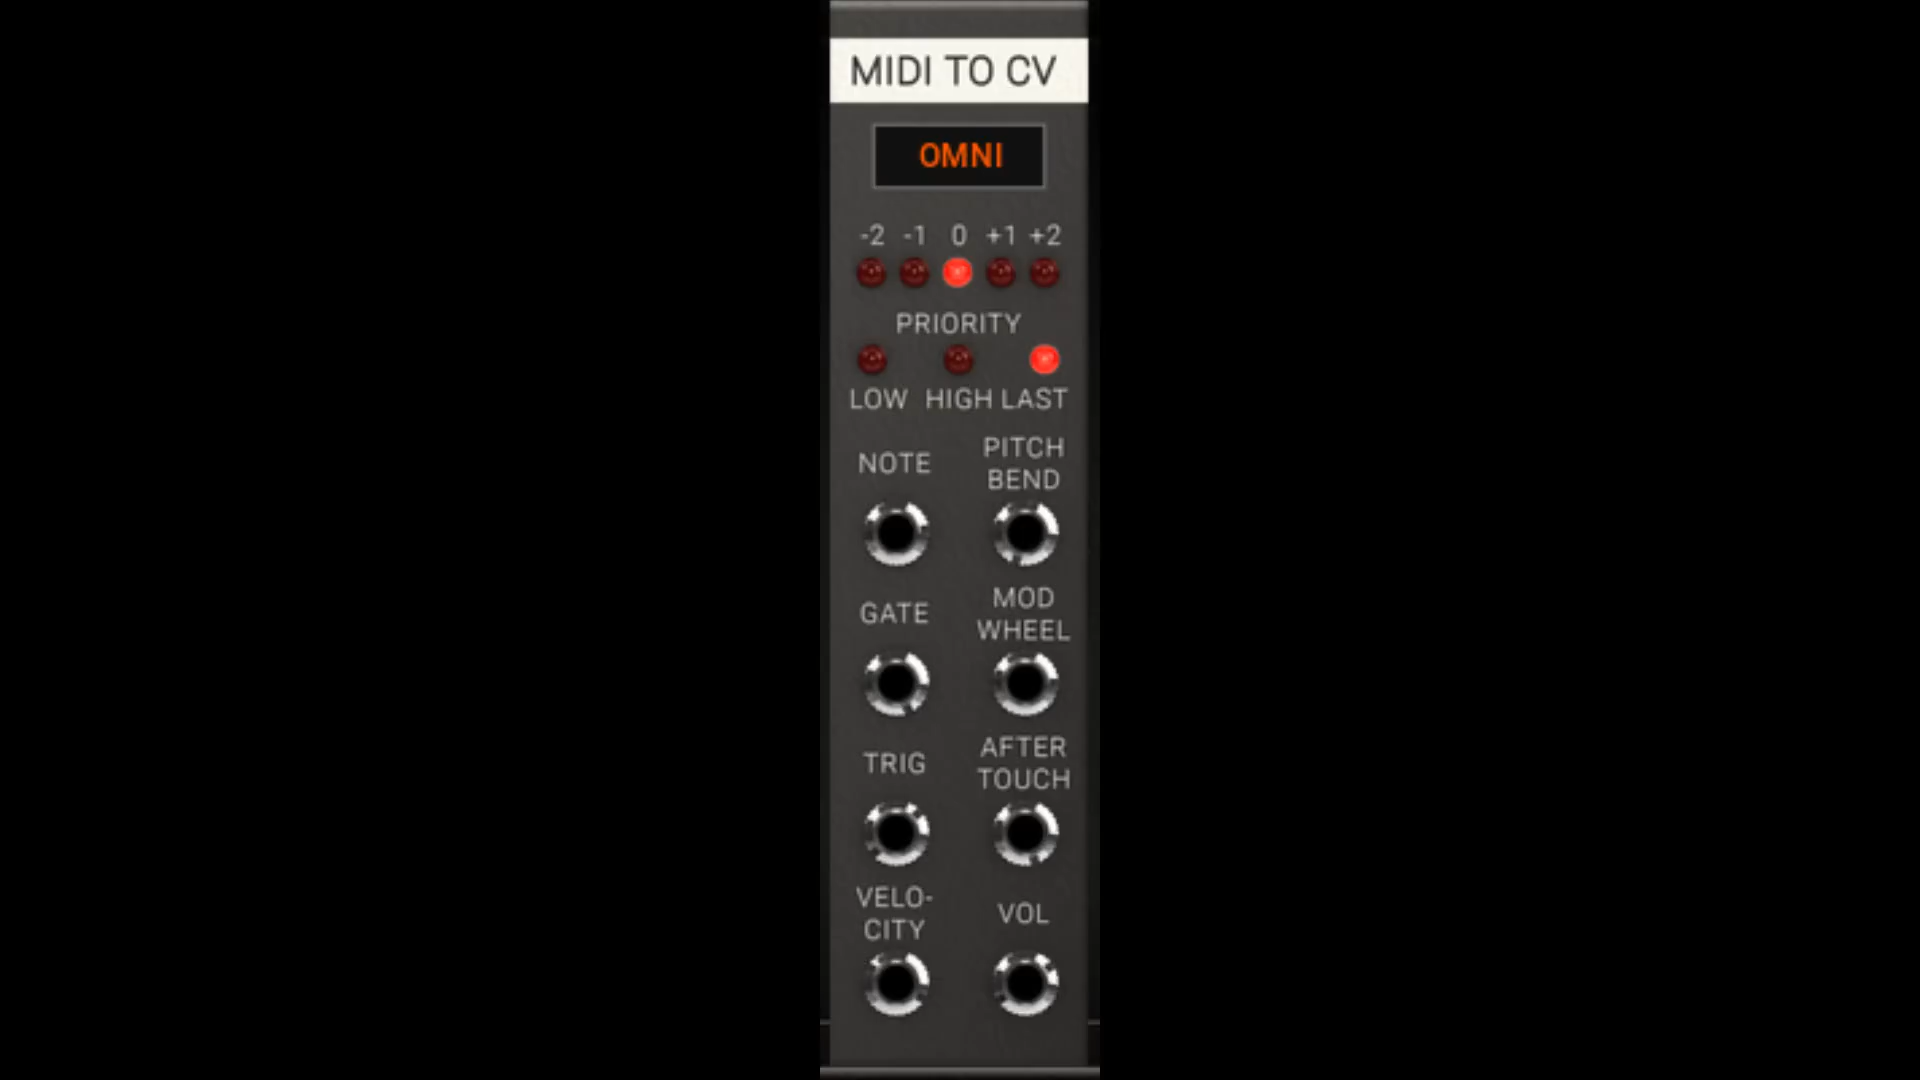 MIDI TO CV
OMNI
-2 -1 0 +1 +2
PRIORITY
LOW HIGH LAST
NOTE
PITCH
BEND
GATE
MOD
WHEEL
TRIG
AFTER
TOUCH
VELO-
CITY
VOL